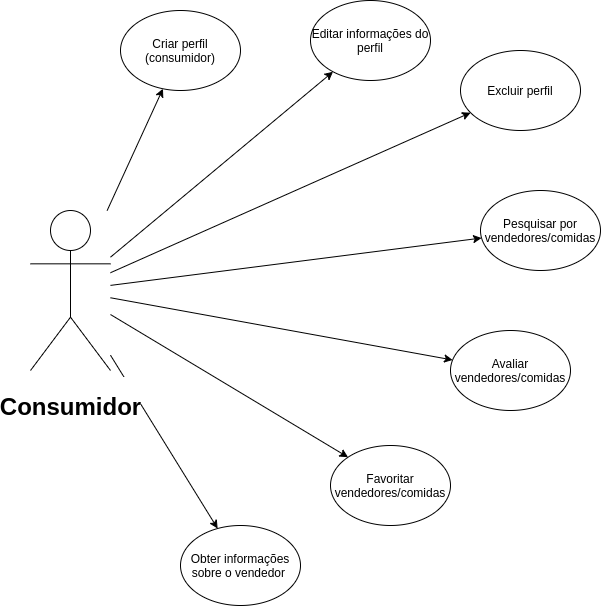 Criar perfil
(consumidor)
Editar informações do
perfil
Excluir perfil
Pesquisar por
vendedores/comidas
Avaliar
vendedores/comidas
Consumidor
Favoritar
vendedores/comidas
Obter informações
sobre o vendedor